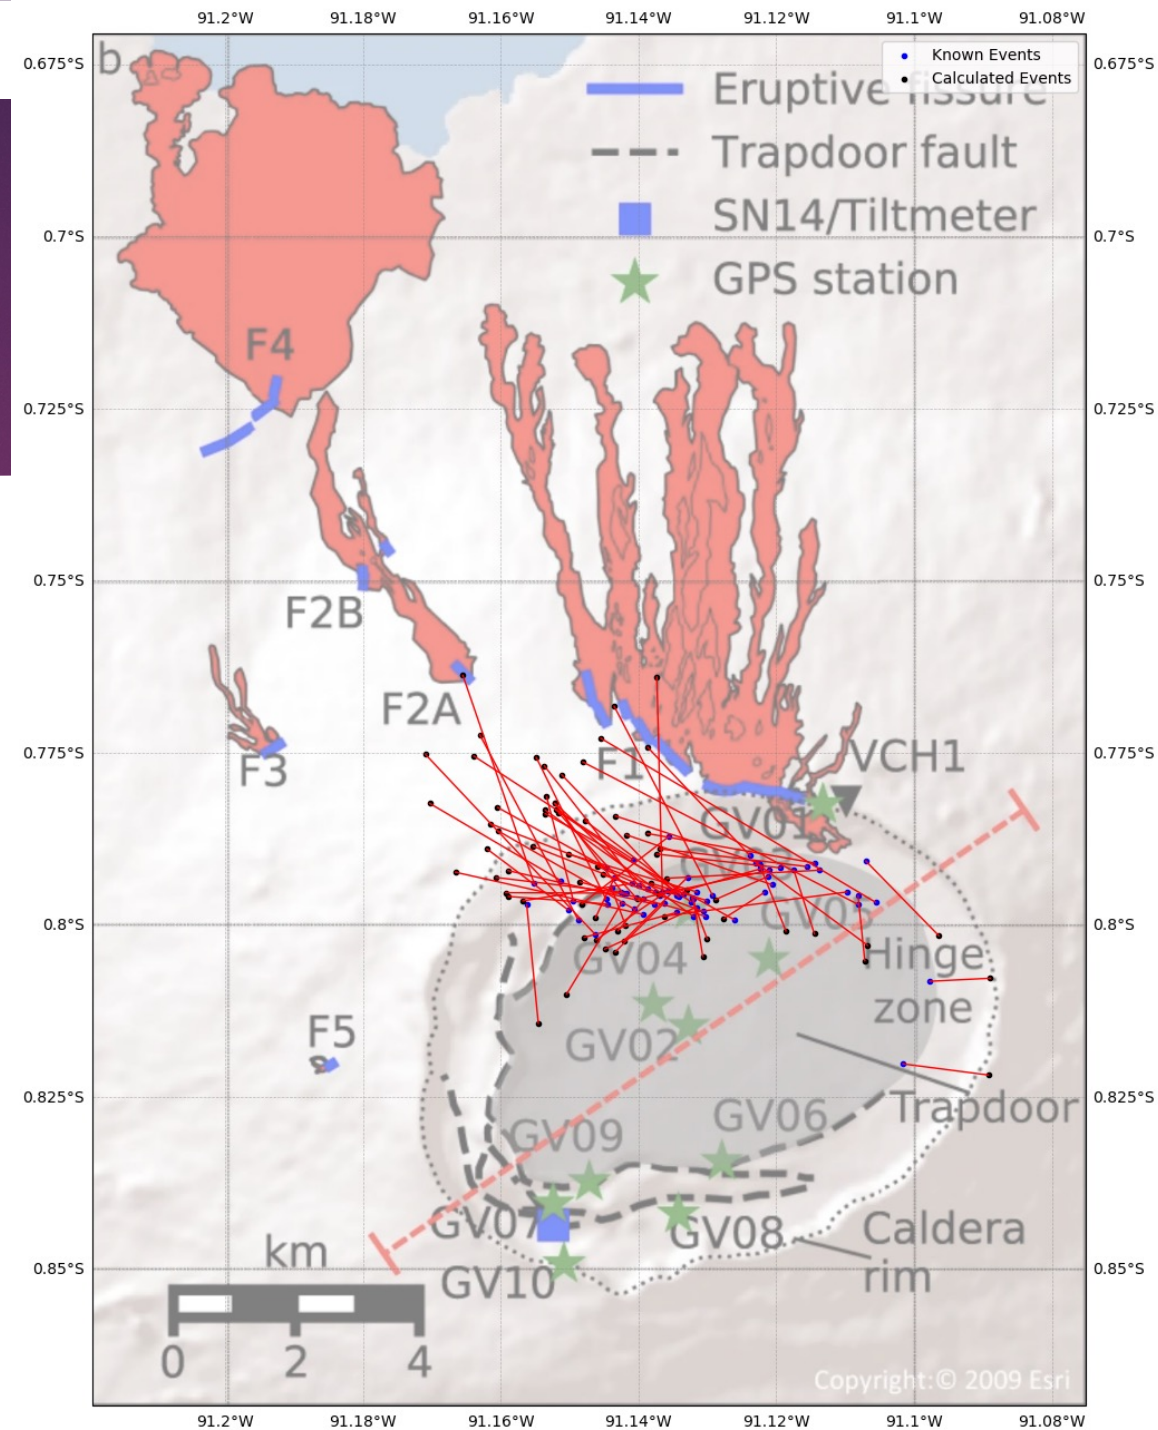 91.2°W 91.18°W 91.16°W 91.14°W 91.12°W 91.1°W 91.08°W
b
Known Events
Calculated Events
0.675°S 0.675°S
Eruptive fissure
Trapdoor fault
SN14/Tiltmeter
0.7°S 0.7°S
GPS station
F4
0.725°S 0.725°S
0.75°S 0.75°S
F2B
F2A
F1
VCH1
F3
0.775°S 0.775°S
GV01
GV03
GV05
0.8°S 0.8°S
GV04
Hinge
zone
F5
GV02
0.825°S 0.825°S
Trapdoor
GV06
GV09
GV07
GV08
Caldera
rim
km
GV10
0.85°S 0.85°S
0 2 4
Copyright:© 2009 Esri
91.2°W 91.18°W 91.16°W 91.14°W 91.12°W 91.1°W 91.08°W